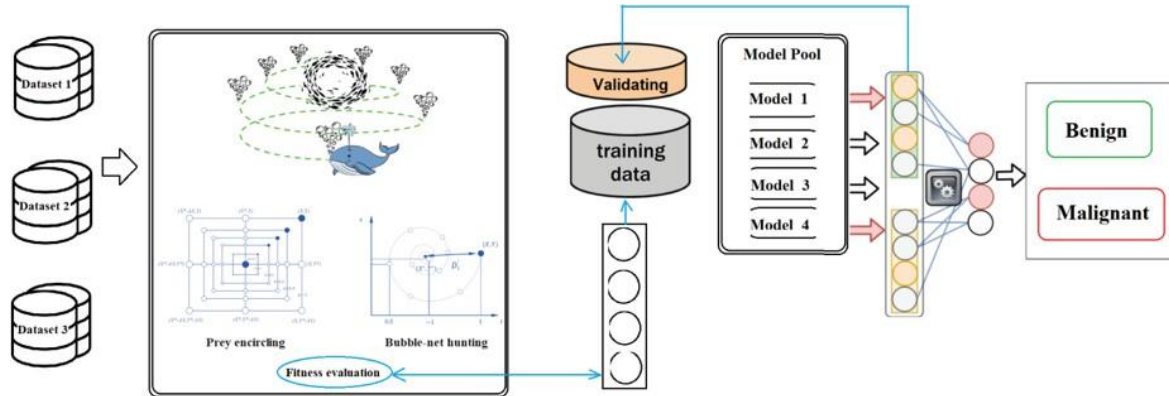 Dataset 1
Dataset 2
Dataset 3
Prey encircling
Bubble-net hunting
Fitness evaluation
Validating
training
data
Model Pool
Model 1
Model 2
Model 3
Model 4
Benign
Malignant